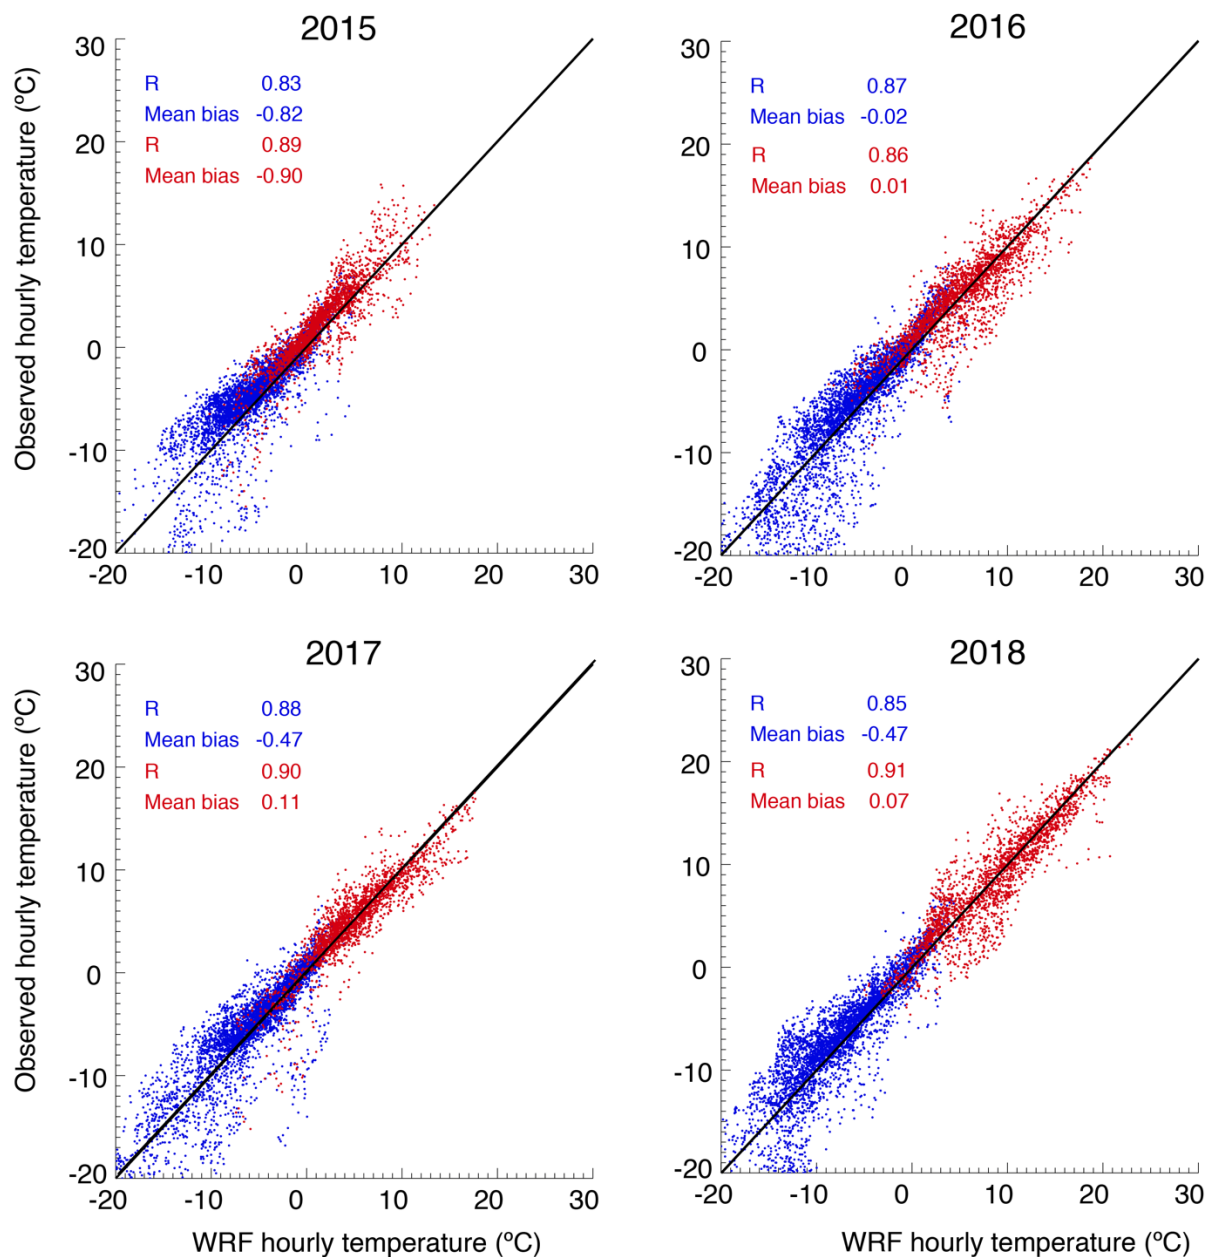 2015
Observed hourly temperature (ºC)
30
20
10
0
-10
-20
R 0.83
Mean bias -0.82
R 0.89
Mean bias -0.90
-20 -10 0 10 20 30
2016
30
20
10
0
-10
-20
R 0.87
Mean bias -0.02
R 0.86
Mean bias 0.01
-20 -10 0 10 20 30
2017
Observed hourly temperature (ºC)
30
20
10
0
-10
-20
R 0.88
Mean bias -0.47
R 0.90
Mean bias 0.11
-20 -10 0 10 20 30
WRF hourly temperature (ºC)
2018
30
20
10
0
-10
-20
R 0.85
Mean bias -0.47
R 0.91
Mean bias 0.07
-20 -10 0 10 20 30
WRF hourly temperature (ºC)